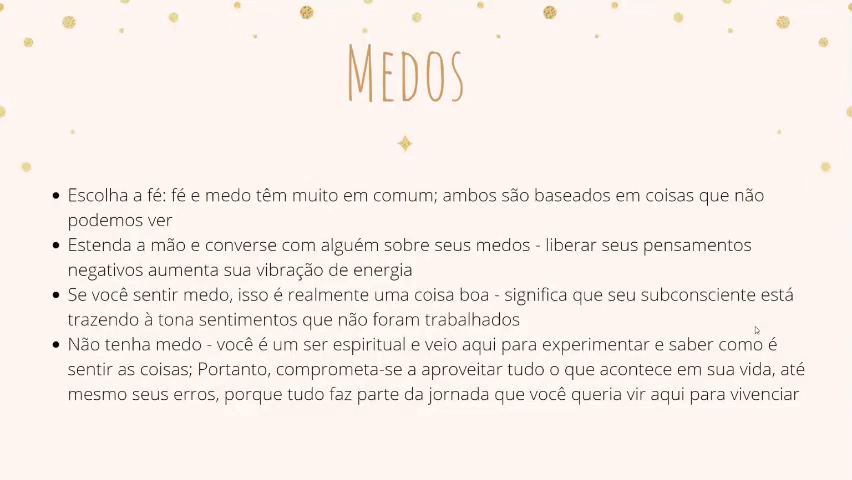 MEDOS
• Escolha a fé: fé e medo têm muito em comum; ambos são baseados em coisas que não
podemos ver
• Estenda a mão e converse com alguém sobre seus medos - liberar seus pensamentos
negativos aumenta sua vibração de energia
• Se você sentir medo, isso é realmente uma coisa boa - significa que seu subconsciente está
trazendo à tona sentimentos que não foram trabalhados
• Não tenha medo - você é um ser espiritual e veio aqui para experimentar e saber como é
sentir as coisas; Portanto, comprometa-se a aproveitar tudo o que acontece em sua vida, até
mesmo seus erros, porque tudo faz parte da jornada que você queria vir aqui para vivenciar